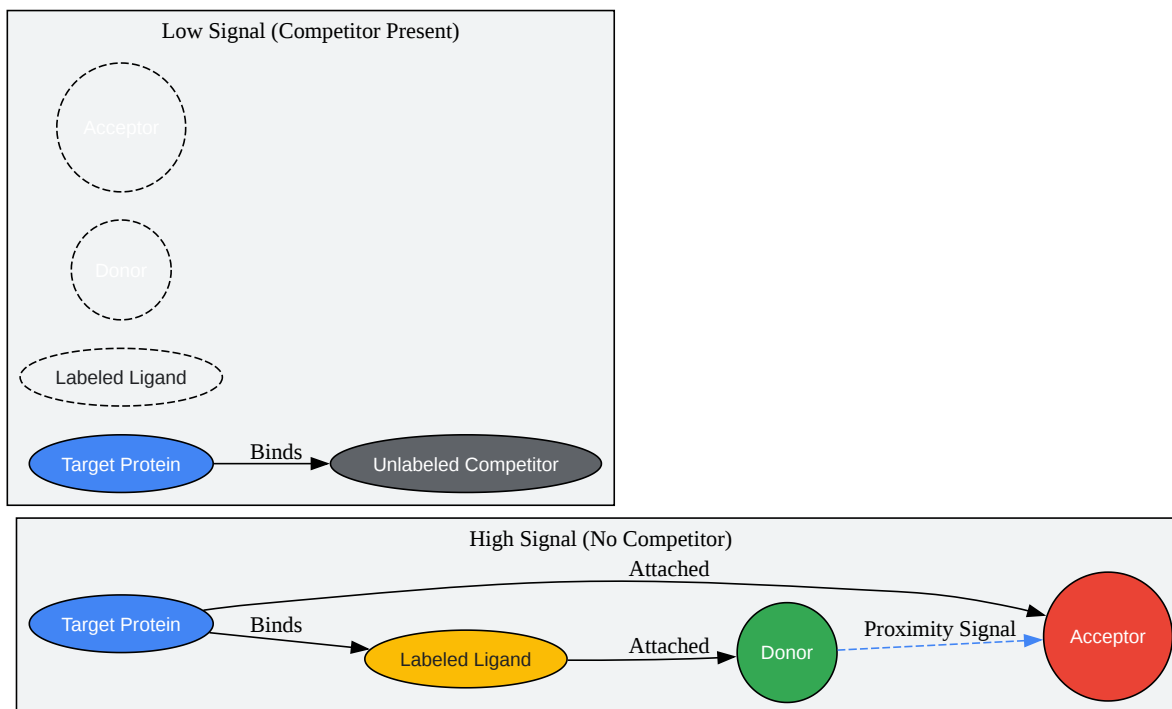 Low Signal (Competitor Present)
Acceptor
Donor
Labeled Ligand
Target Protein
Binds
Unlabeled Competitor
High Signal (No Competitor)
Attached
Target Protein
Binds
Labeled Ligand
Attached
Donor
Proximity Signal
Acceptor